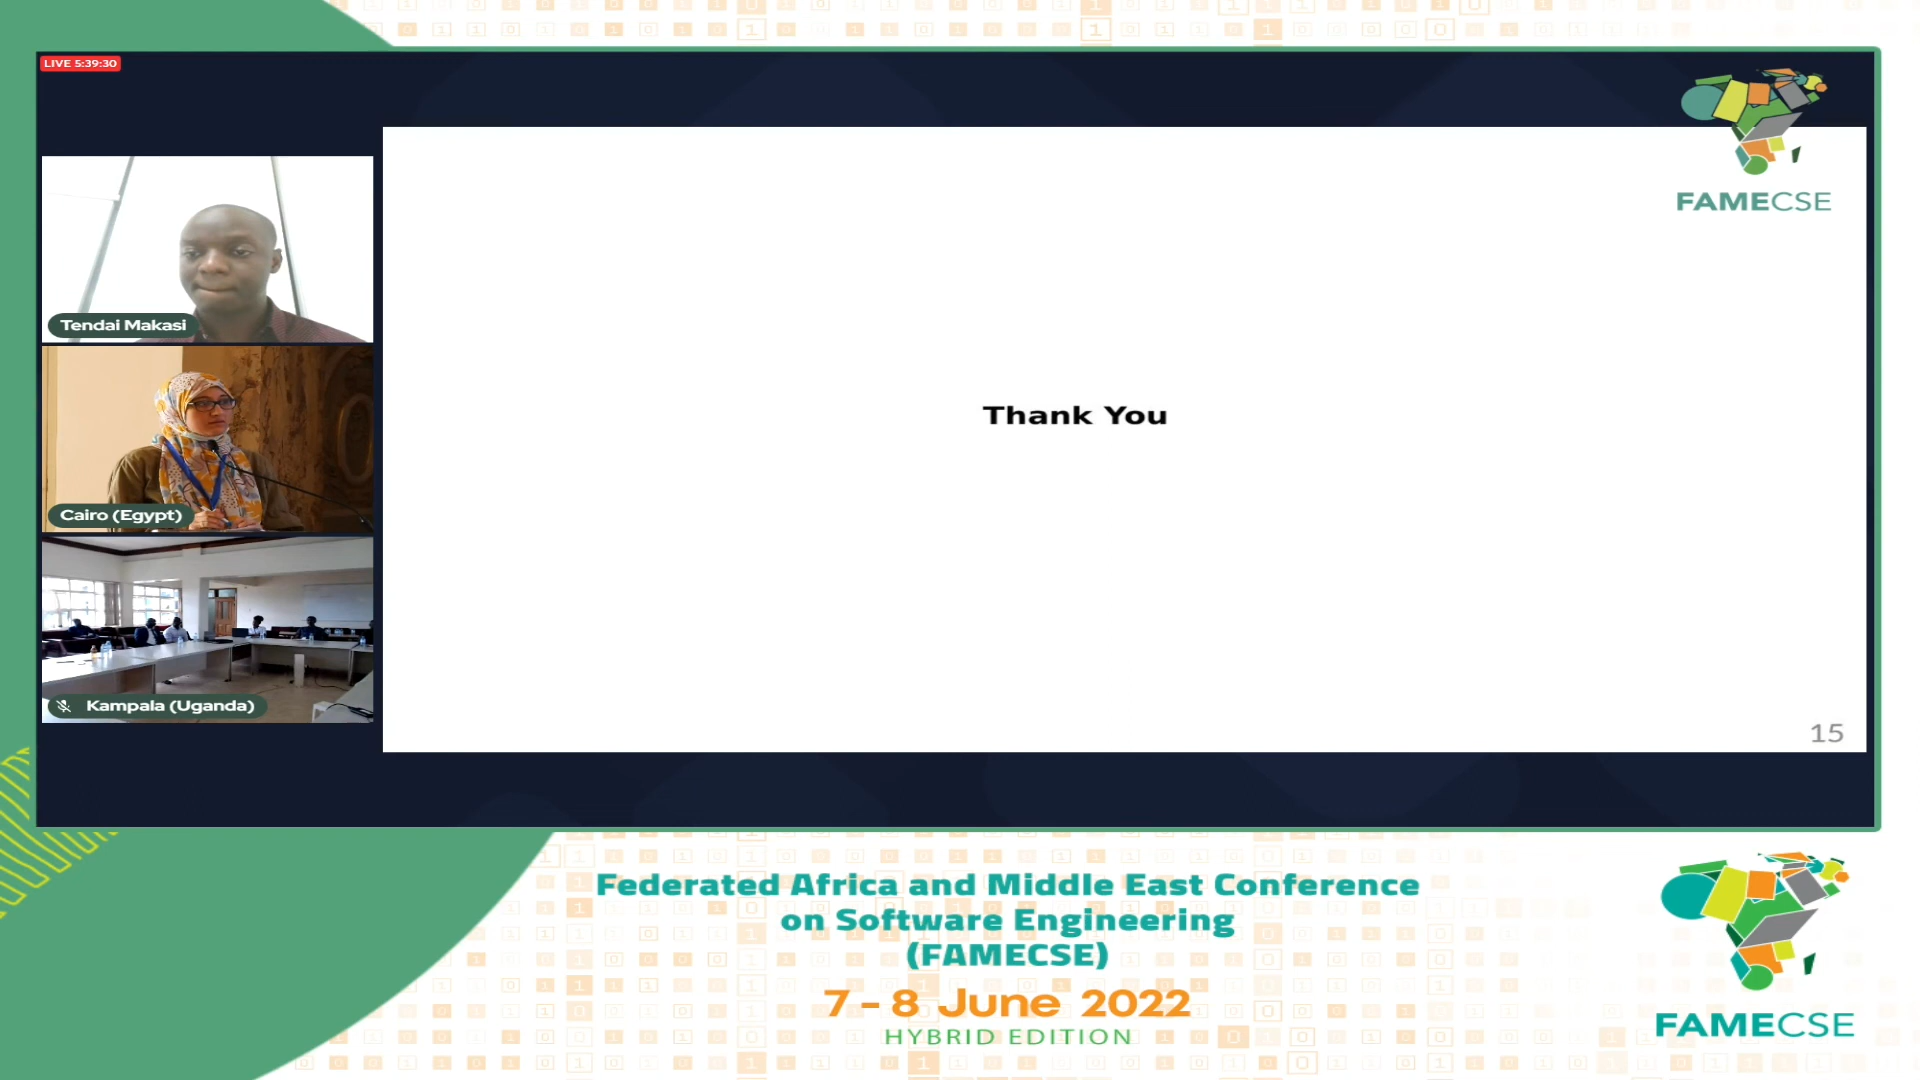 LIVE 5:39:30
FAMECSE
Tendai Makasi
Cairo (Egypt)
Kampala (Uganda)
Thank You
15
Federated Africa and Middle East Conference
on Software Engineering
(FAMECSE)
7 – 8 June 2022
HYBRID EDITION
FAMECSE